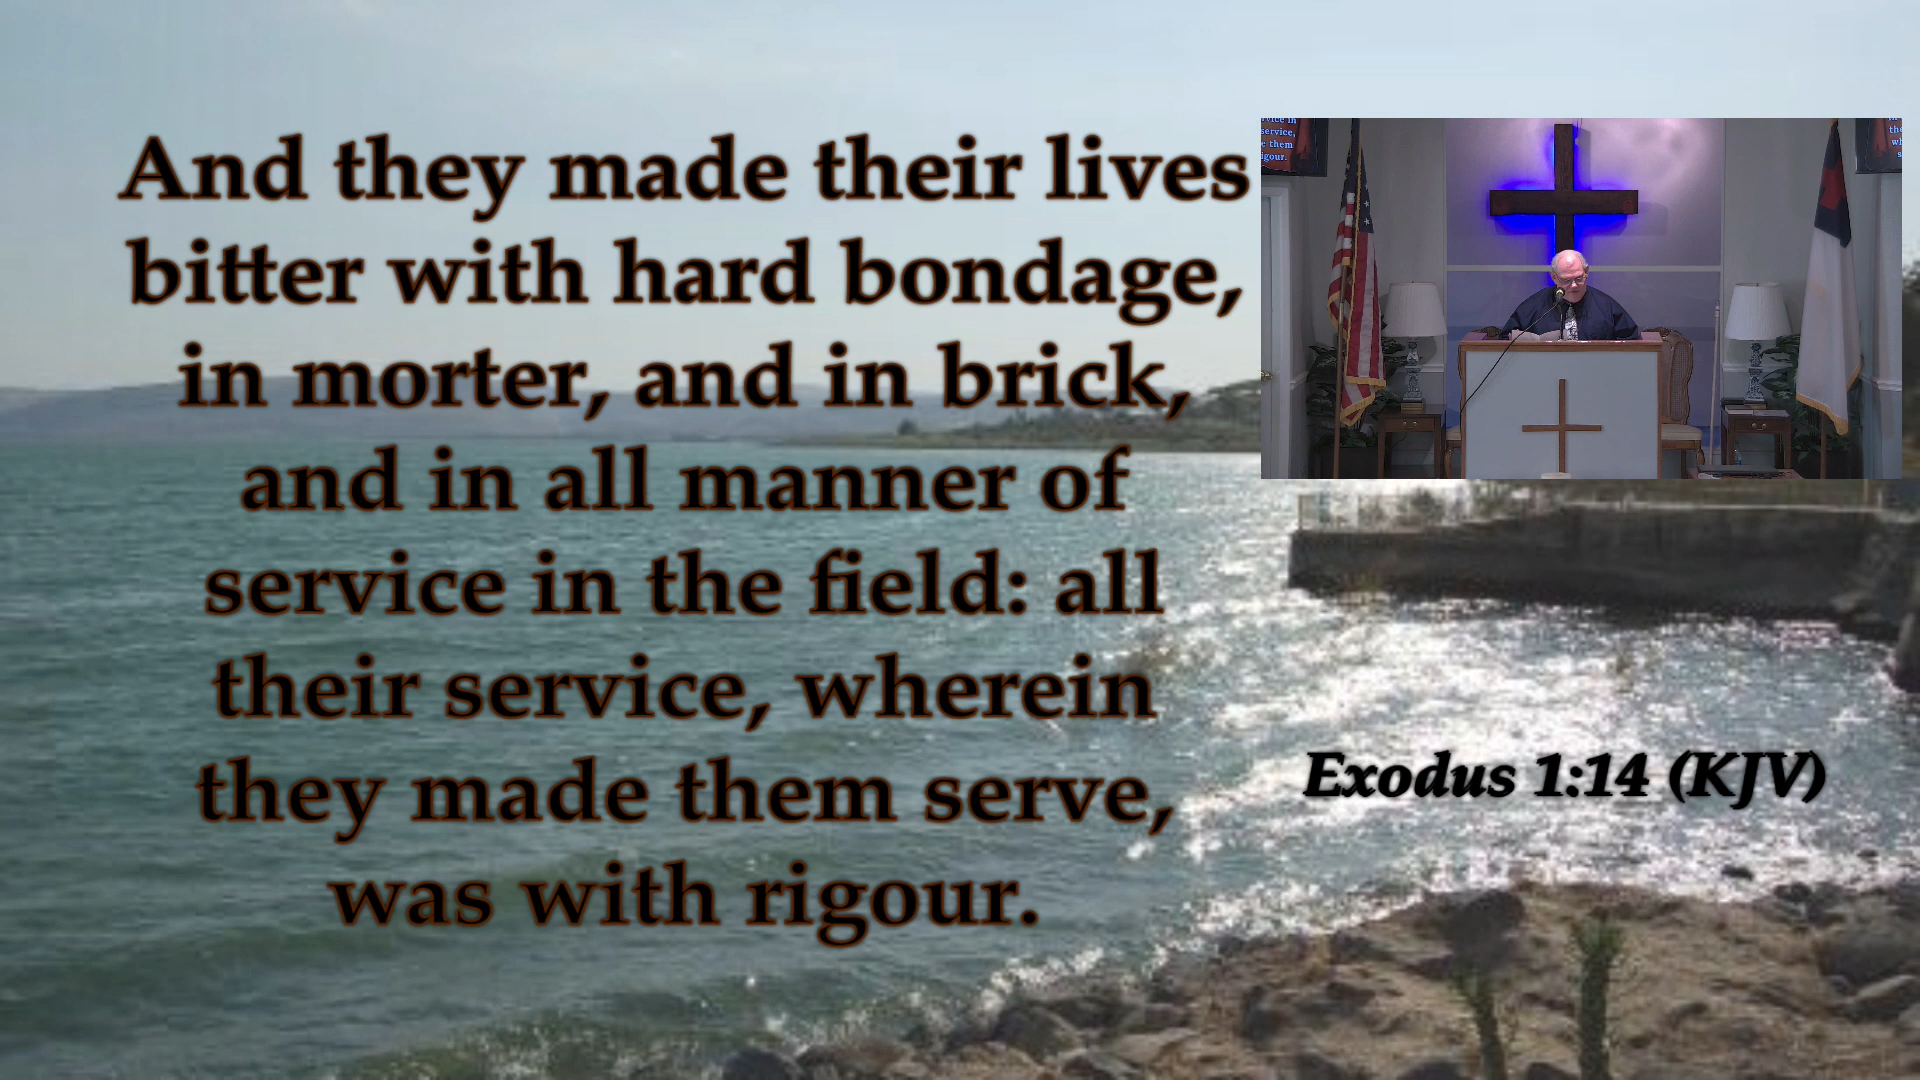 And they made their lives
bitter with hard bondage,
in morter, and in brick,
and in all manner of
service in the field: all
their service, wherein
they made them serve,
was with rigour.
Exodus 1:14 (KJV)
service,
them